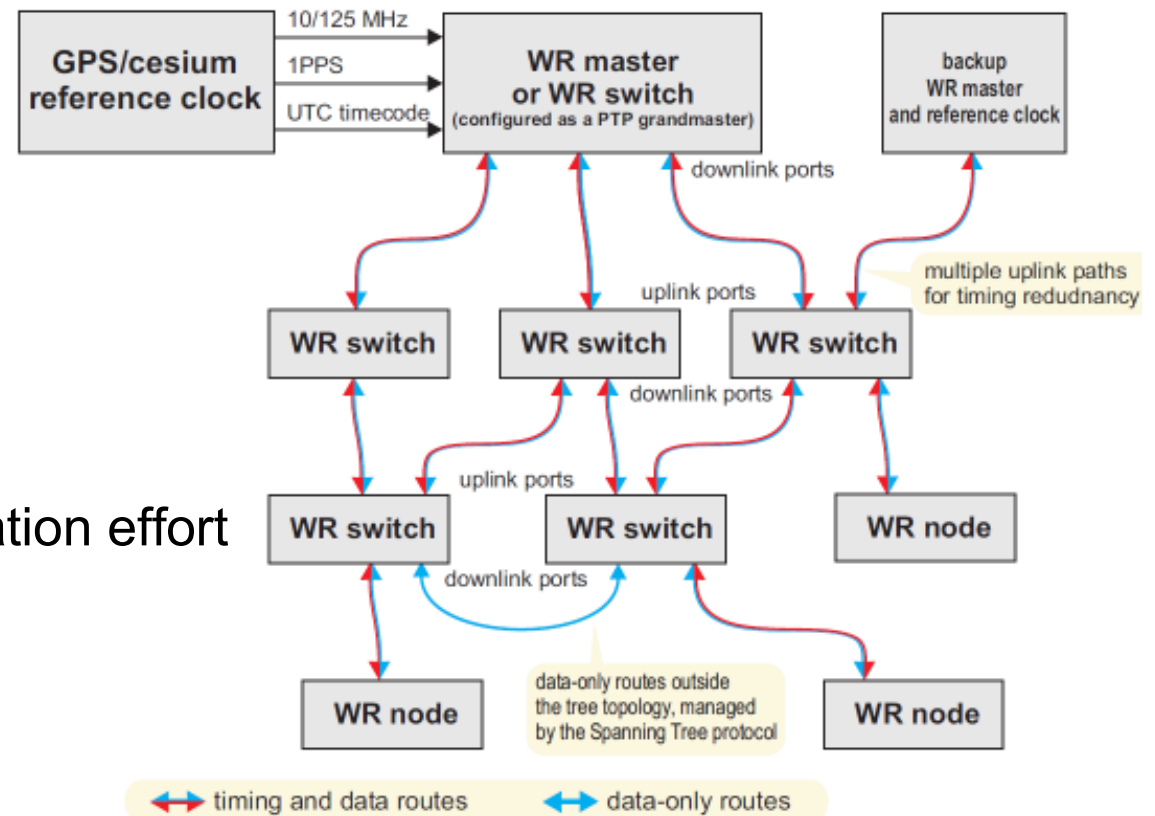 10/125 MHz
1PPS
UTC timecode
GPS/cesium
reference clock
WR master
or WR switch
(configured as a PTP grandmaster)
backup
WR master
and reference clock
downlink ports
multiple uplink paths
for timing redudnancy
uplink ports
WR switch
WR switch
WR switch
downlink ports
uplink ports
ation effort
WR switch
WR switch
WR node
downlink ports
data-only routes outside
the tree topology, managed
by the Spanning Tree protocol
WR node
WR node
timing and data routes
data-only routes